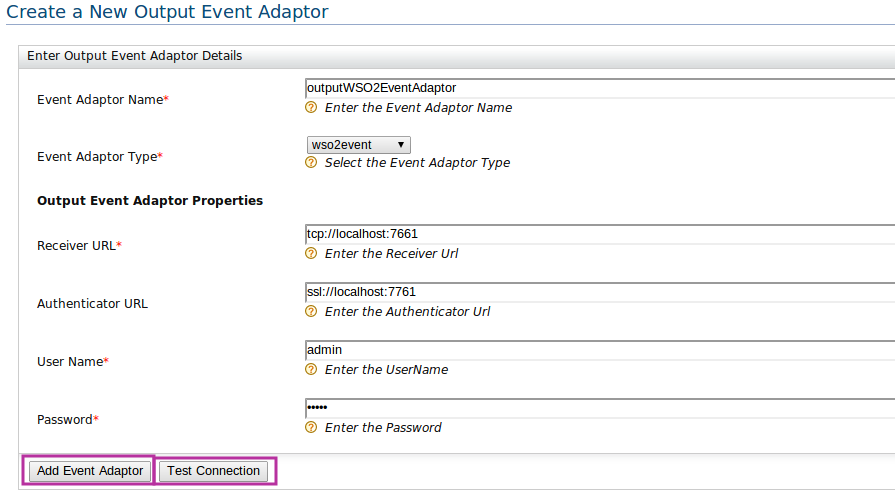 Create a New Output Event Adaptor
Enter Output Event Adaptor Details
Event Adaptor Name* outputWSO2EventAdaptor
? Enter the Event Adaptor Name
Event Adaptor Type* wso2event ▼
? Select the Event Adaptor Type
Output Event Adaptor Properties
Receiver URL* tcp://localhost:7661
? Enter the Receiver Url
Authenticator URL ssl://localhost:7761
? Enter the Authenticator Url
User Name* admin
? Enter the UserName
Password* •••••
? Enter the Password
Add Event Adaptor Test Connection